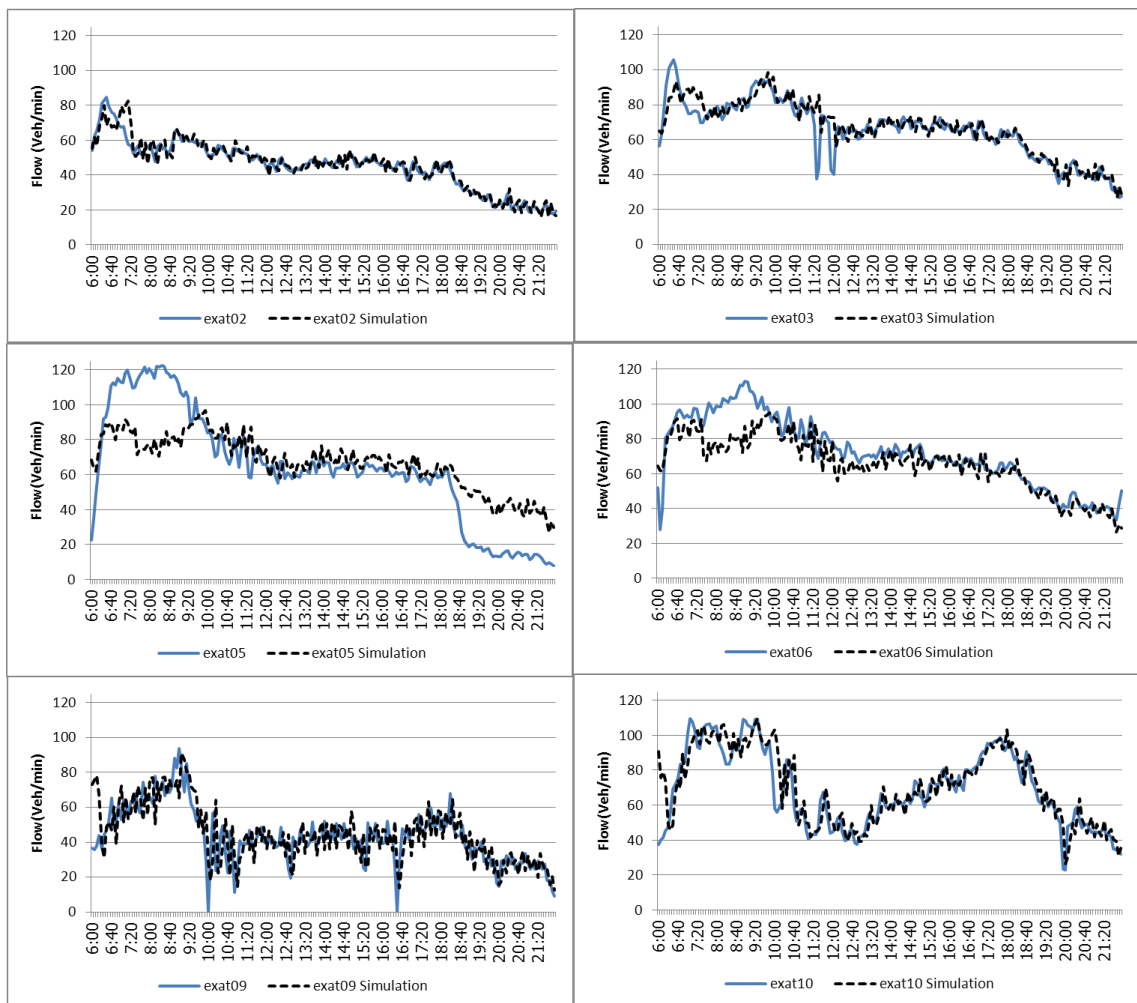 Flow (Veh/min)
120
100
80
60
40
20
0
6:00 6:40 7:20 8:00 8:40 9:20 10:00 10:40 11:20 12:00 12:40 13:20 14:00 14:40 15:20 16:00 16:40 17:20 18:00 18:40 19:20 20:00 20:40 21:20
exat02 exat02 Simulation
Flow (Veh/min)
120
100
80
60
40
20
0
6:00 6:40 7:20 8:00 8:40 9:20 10:00 10:40 11:20 12:00 12:40 13:20 14:00 14:40 15:20 16:00 16:40 17:20 18:00 18:40 19:20 20:00 20:40 21:20
exat03 exat03 Simulation
Flow (Veh/min)
120
100
80
60
40
20
0
6:00 6:40 7:20 8:00 8:40 9:20 10:00 10:40 11:20 12:00 12:40 13:20 14:00 14:40 15:20 16:00 16:40 17:20 18:00 18:40 19:20 20:00 20:40 21:20
exat05 exat05 Simulation
Flow (Veh/min)
120
100
80
60
40
20
0
6:00 6:40 7:20 8:00 8:40 9:20 10:00 10:40 11:20 12:00 12:40 13:20 14:00 14:40 15:20 16:00 16:40 17:20 18:00 18:40 19:20 20:00 20:40 21:20
exat06 exat06 Simulation
Flow(Veh/min)
120
100
80
60
40
20
0
6:00 6:40 7:20 8:00 8:40 9:20 10:00 10:40 11:20 12:00 12:40 13:20 14:00 14:40 15:20 16:00 16:40 17:20 18:00 18:40 19:20 20:00 20:40 21:20
exat09 exat09 Simulation
Flow(Veh/min)
120
100
80
60
40
20
0
6:00 6:40 7:20 8:00 8:40 9:20 10:00 10:40 11:20 12:00 12:40 13:20 14:00 14:40 15:20 16:00 16:40 17:20 18:00 18:40 19:20 20:00 20:40 21:20
exat10 exat10 Simulation